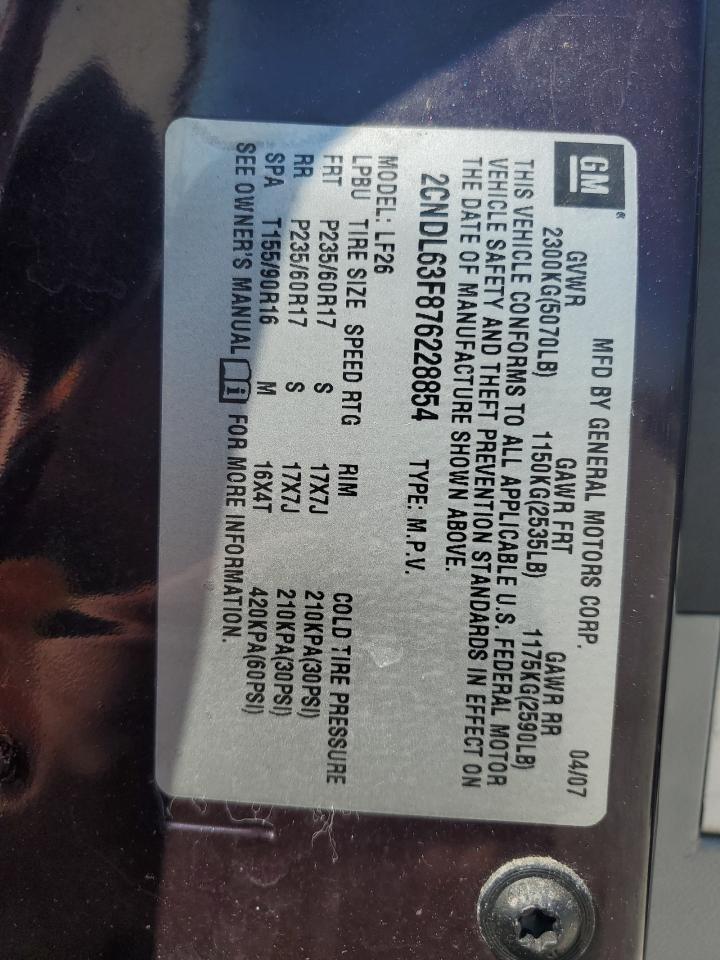 GM®
MFD BY GENERAL MOTORS CORP. 04/07
GVWR GAWR FRT GAWR RR
2300KG(5070LB) 1150KG(2535LB) 1175KG(2590LB)
THIS VEHICLE CONFORMS TO ALL APPLICABLE U.S. FEDERAL MOTOR
VEHICLE SAFETY AND THEFT PREVENTION STANDARDS IN EFFECT ON
THE DATE OF MANUFACTURE SHOWN ABOVE.
2CNDL63F876228854 TYPE: M.P.V.
MODEL: LF26
LPBU TIRE SIZE SPEED RTG RIM COLD TIRE PRESSURE
FRT P235/60R17 S 17X7J 210KPA(30PSI)
RR P235/60R17 S 17X7J 210KPA(30PSI)
SPA T155/90R16 M 16X4T 420KPA(60PSI)
SEE OWNER'S MANUAL i FOR MORE INFORMATION.